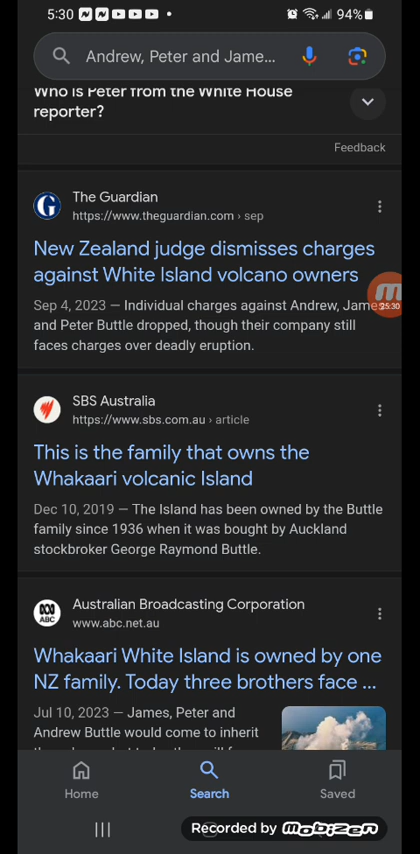 5:30
94%
Andrew, Peter and Jame...
Who is Peter from the White House
reporter?
Feedback
The Guardian
https://www.theguardian.com › sep
New Zealand judge dismisses charges
against White Island volcano owners
Sep 4, 2023 — Individual charges against Andrew, James
and Peter Buttle dropped, though their company still
faces charges over deadly eruption.
25:30
SBS Australia
https://www.sbs.com.au › article
This is the family that owns the
Whakaari volcanic Island
Dec 10, 2019 — The Island has been owned by the Buttle
family since 1936 when it was bought by Auckland
stockbroker George Raymond Buttle.
Australian Broadcasting Corporation
ABC
www.abc.net.au
Whakaari White Island is owned by one
NZ family. Today three brothers face ...
Jul 10, 2023 — James, Peter and
Andrew Buttle would come to inherit
Home
Search
Saved
Recorded by MOBIZEN